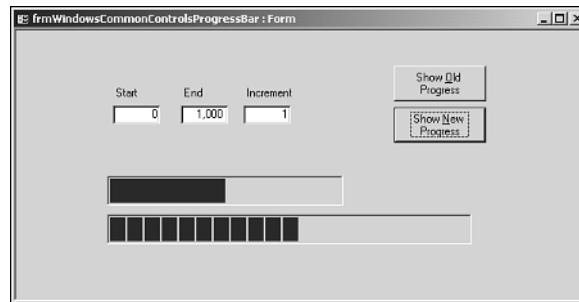 frmWindowsCommonControlsProgressBar : Form
Show Old
Progress
Start End Increment
0 1,000 1
Show New
Progress